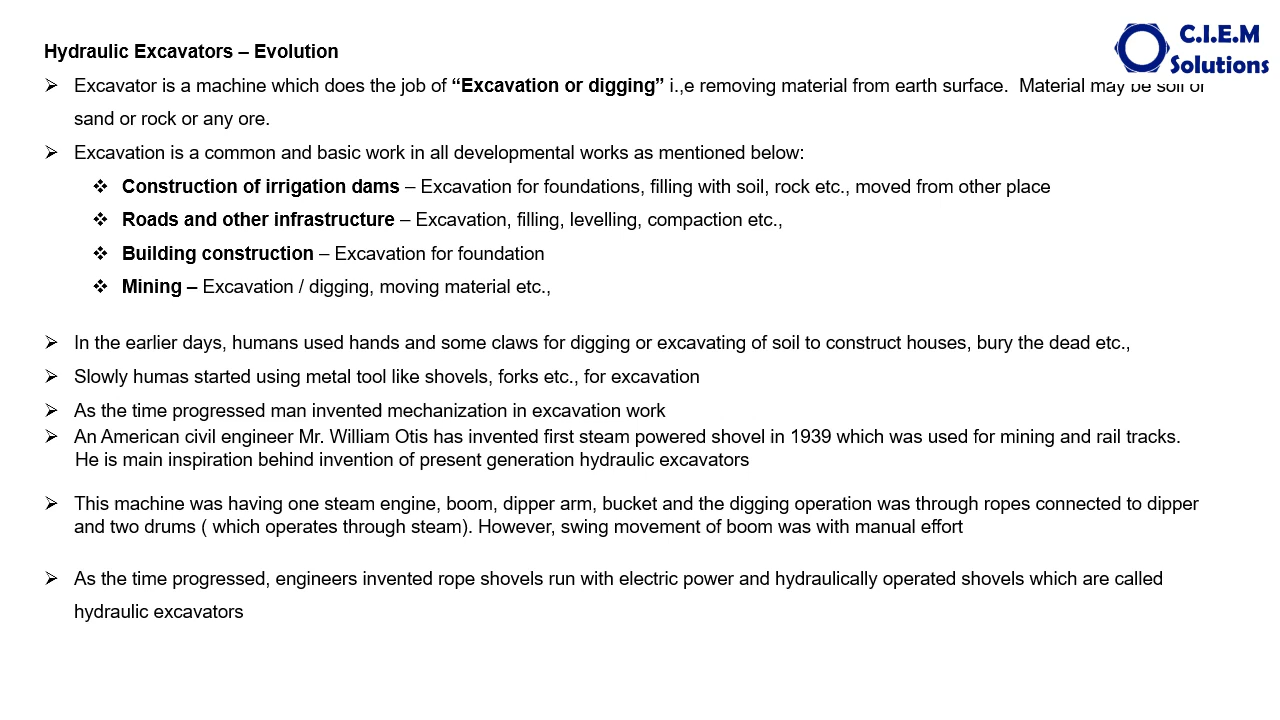 C.I.E.M
Solutions
Hydraulic Excavators – Evolution
➢ Excavator is a machine which does the job of “Excavation or digging” i.,e removing material from earth surface.  Material may be soil or
sand or rock or any ore.
➢ Excavation is a common and basic work in all developmental works as mentioned below:
❖ Construction of irrigation dams – Excavation for foundations, filling with soil, rock etc., moved from other place
❖ Roads and other infrastructure – Excavation, filling, levelling, compaction etc.,
❖ Building construction – Excavation for foundation
❖ Mining – Excavation / digging, moving material etc.,
➢ In the earlier days, humans used hands and some claws for digging or excavating of soil to construct houses, bury the dead etc.,
➢ Slowly humas started using metal tool like shovels, forks etc., for excavation
➢ As the time progressed man invented mechanization in excavation work
➢ An American civil engineer Mr. William Otis has invented first steam powered shovel in 1939 which was used for mining and rail tracks.
He is main inspiration behind invention of present generation hydraulic excavators
➢ This machine was having one steam engine, boom, dipper arm, bucket and the digging operation was through ropes connected to dipper
and two drums ( which operates through steam). However, swing movement of boom was with manual effort
➢ As the time progressed, engineers invented rope shovels run with electric power and hydraulically operated shovels which are called
hydraulic excavators